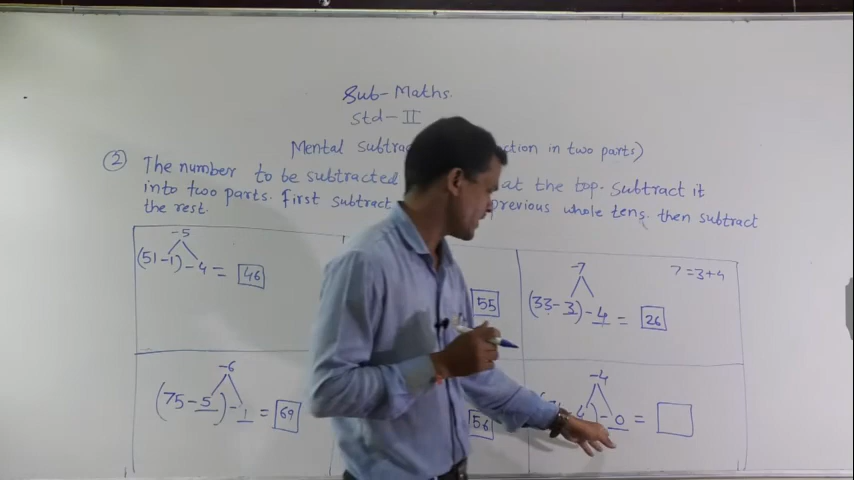 Sub-Maths.
Std-II
Mental Subtra ction in two parts)
② The number to be subtracted at the top. Subtract it
into two parts. First subtract previous whole tens. then subtract
the rest.
-5
(51-1)-4 = 46
55
-7
7=3+4
(33-3)-4 = 26
-6
(75-5)-1 = 69
56
-4
-0 =